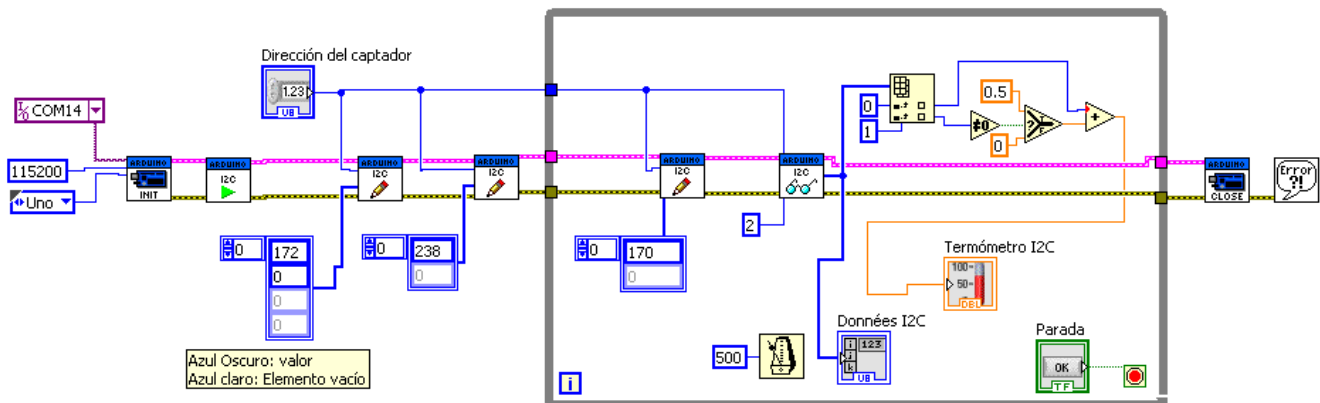 Dirección del captador
1.23
U8
I/O COM14
115200
Uno
ARDUINO
INIT
ARDUINO
I2C
ARDUINO
I2C
ARDUINO
I2C
0
172
0
0
0
0
238
0
Azul Oscuro: valor
Azul claro: Elemento vacío
ARDUINO
I2C
ARDUINO
I2C
2
0
170
0
0
1
≠0
0.5
0
?
T
F
+
Termómetro I2C
100
50
DBL
500
Données I2C
i
j
k
123
U8
Parada
OK
TF
i
ARDUINO
CLOSE
Error
?!